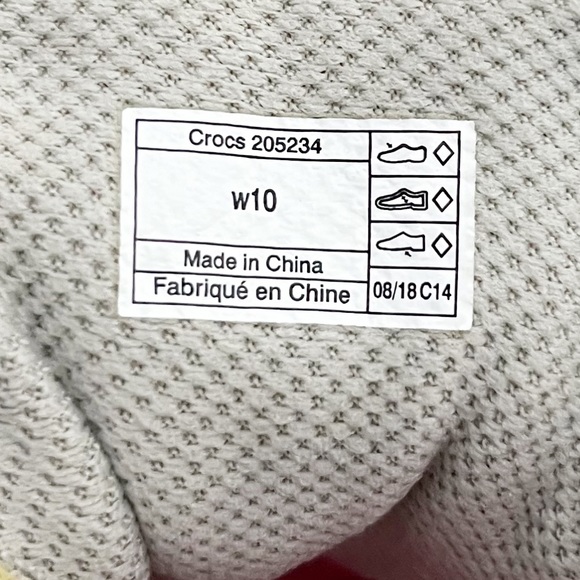 Crocs 205234
w10
Made in China
Fabriqué en Chine
08/18 C14